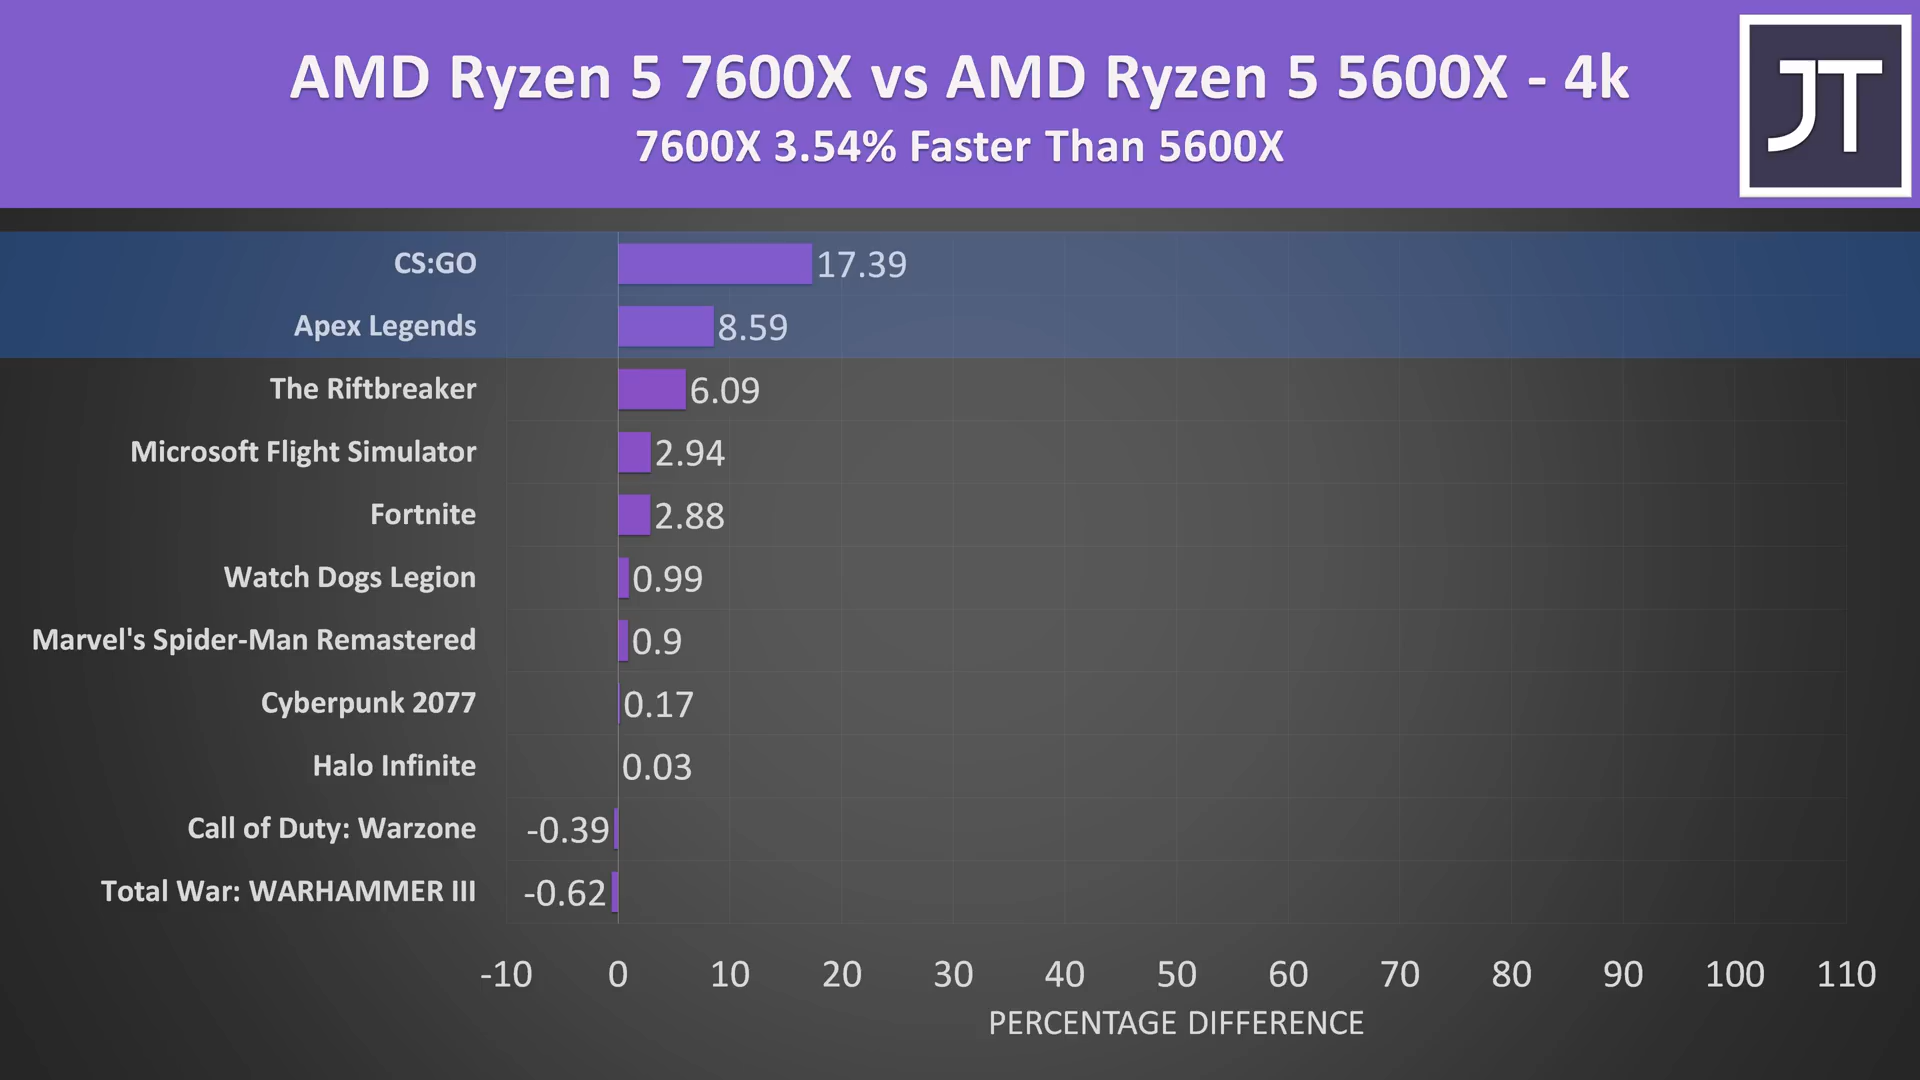 AMD Ryzen 5 7600X vs AMD Ryzen 5 5600X - 4k
7600X 3.54% Faster Than 5600X
JT
CS:GO 17.39
Apex Legends 8.59
The Riftbreaker 6.09
Microsoft Flight Simulator 2.94
Fortnite 2.88
Watch Dogs Legion 0.99
Marvel's Spider-Man Remastered 0.9
Cyberpunk 2077 0.17
Halo Infinite 0.03
Call of Duty: Warzone -0.39
Total War: WARHAMMER III -0.62
-10 0 10 20 30 40 50 60 70 80 90 100 110
PERCENTAGE DIFFERENCE